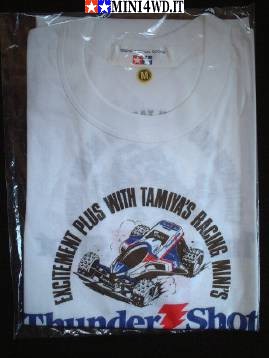 MINI4WD.IT
M
EXCITEMENT PLUS WITH TAMIYA'S RACING MINI'S
Thunder Shot